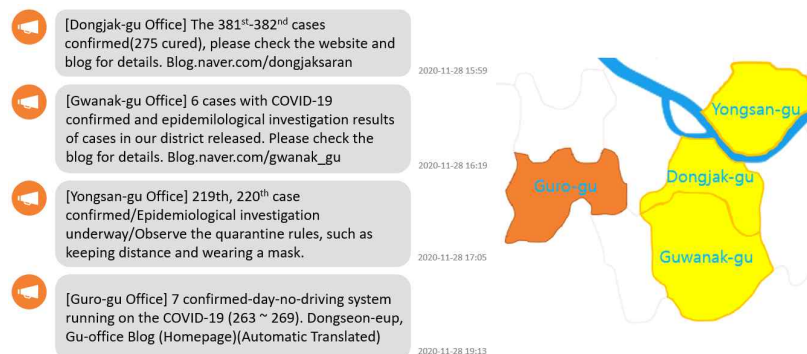 [Dongjak-gu Office] The 381st-382nd cases
confirmed(275 cured), please check the website and
blog for details. Blog.naver.com/dongjaksaran
2020-11-28 15:59
[Gwanak-gu Office] 6 cases with COVID-19
confirmed and epidemilological investigation results
of cases in our district released. Please check the
blog for details. Blog.naver.com/gwanak_gu
2020-11-28 16:19
[Yongsan-gu Office] 219th, 220th case
confirmed/Epidemiological investigation
underway/Observe the quarantine rules, such as
keeping distance and wearing a mask.
2020-11-28 17:05
[Guro-gu Office] 7 confirmed-day-no-driving system
running on the COVID-19 (263 ~ 269). Dongseon-eup,
Gu-office Blog (Homepage)(Automatic Translated)
2020-11-28 19:13
Yongsan-gu
Dongjak-gu
Guro-gu
Guwanak-gu